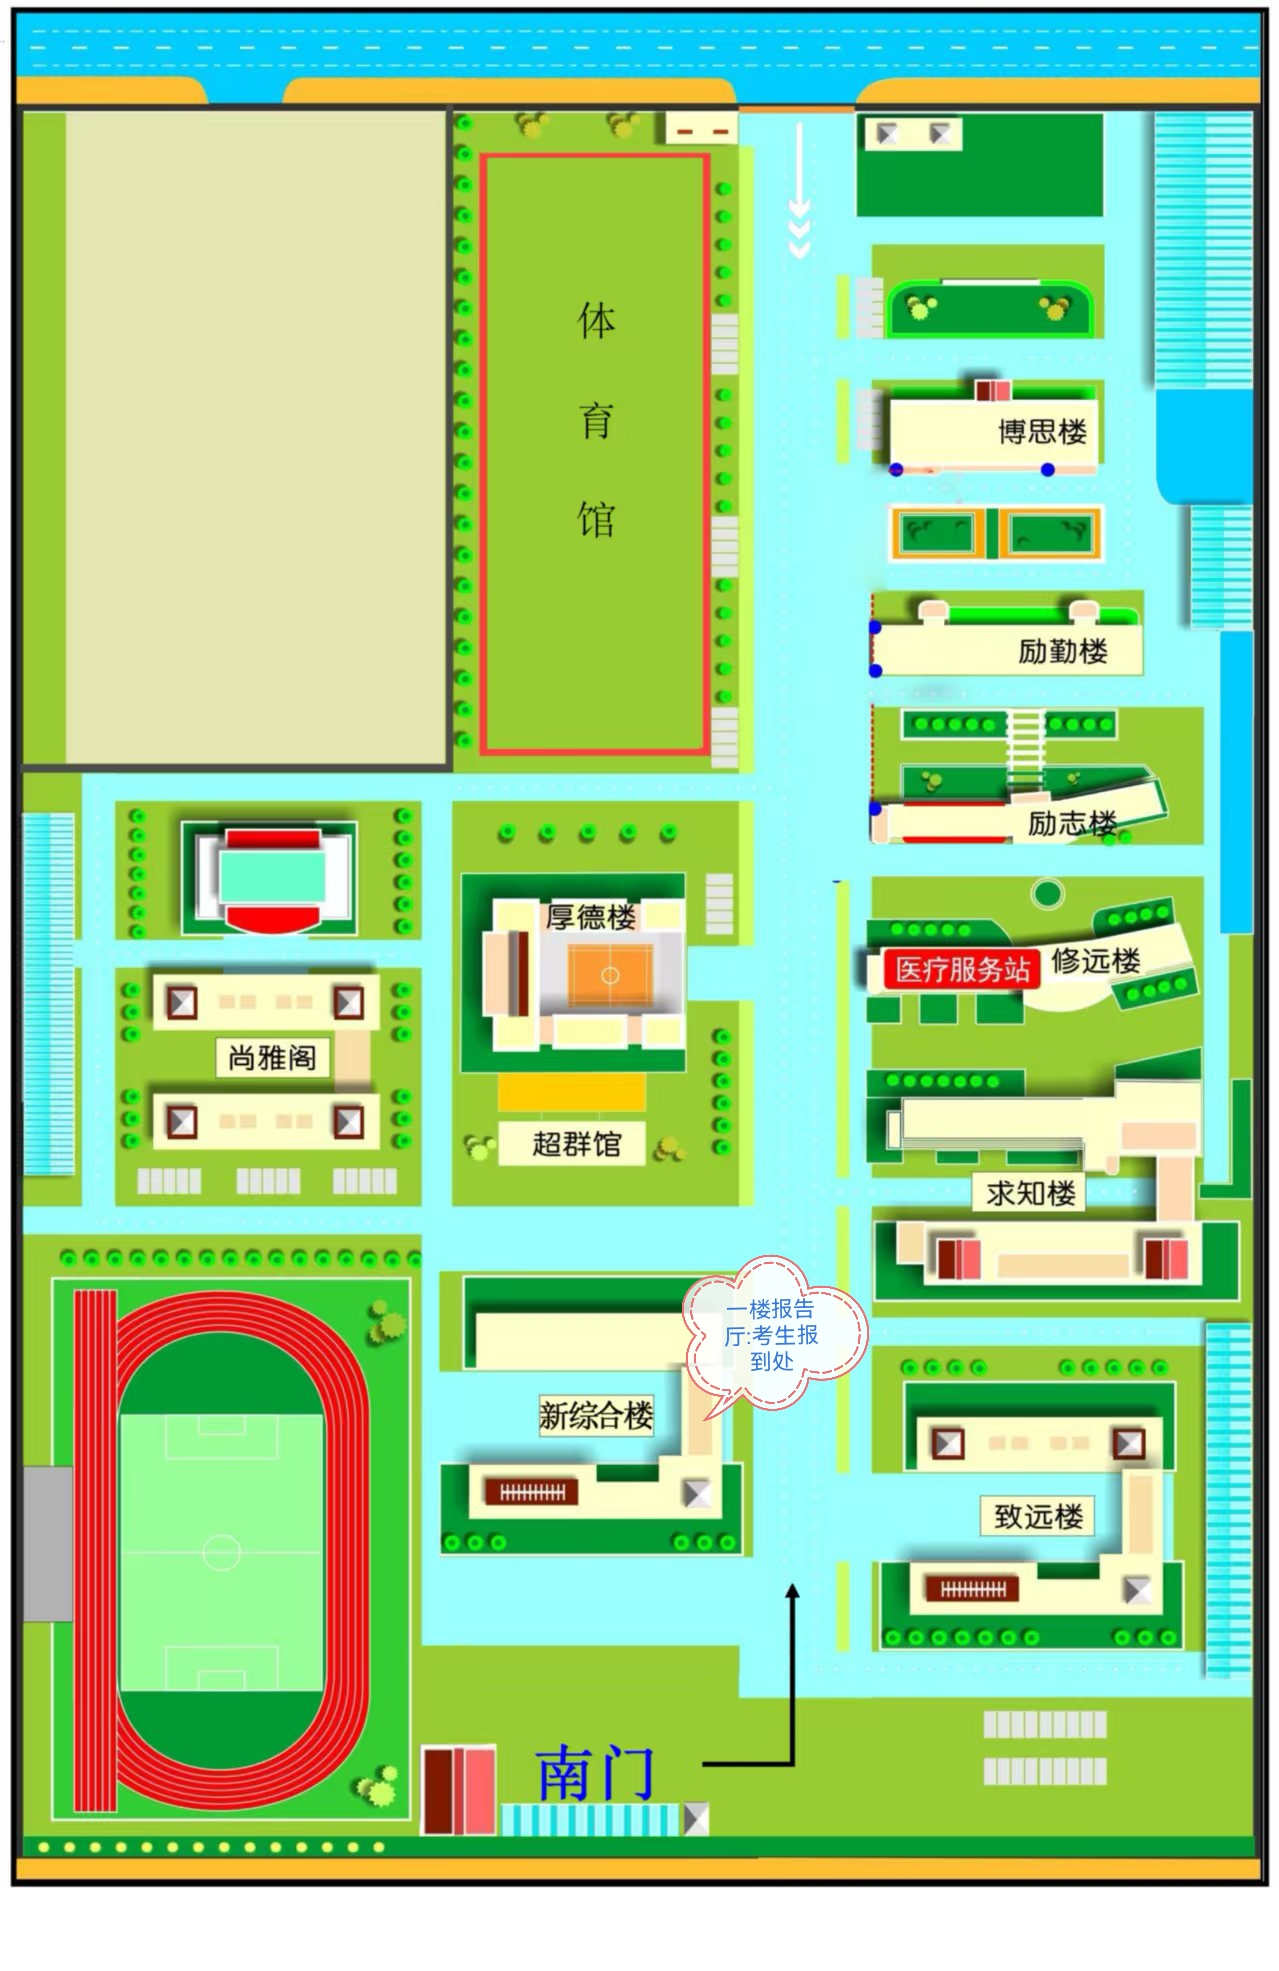 体
育
馆
博思楼
励勤楼
励志楼
厚德楼
医疗服务站
修远楼
尚雅阁
超群馆
求知楼
一楼报告
厅:考生报
到处
新综合楼
致远楼
南门